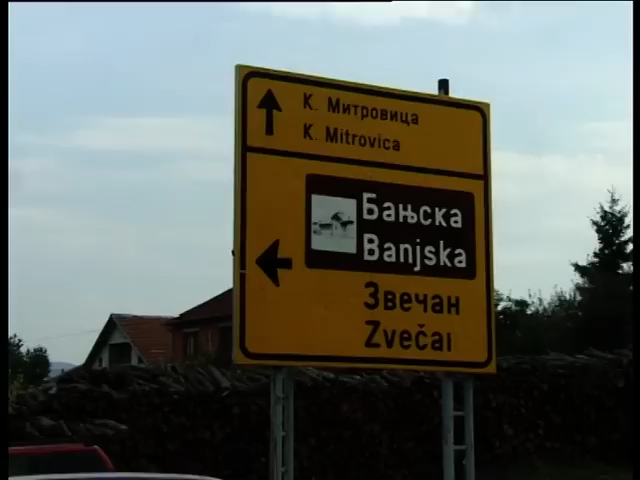 К. Митровица
K. Mitrovica
Бањска
Banjska
Звечан
Zvečan